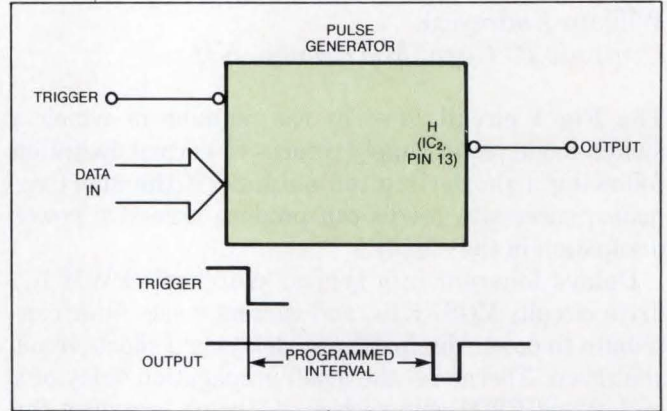 PULSE
GENERATOR
TRIGGER
H
(IC2,
PIN 13)
OUTPUT
DATA
IN
TRIGGER
OUTPUT
PROGRAMMED
INTERVAL